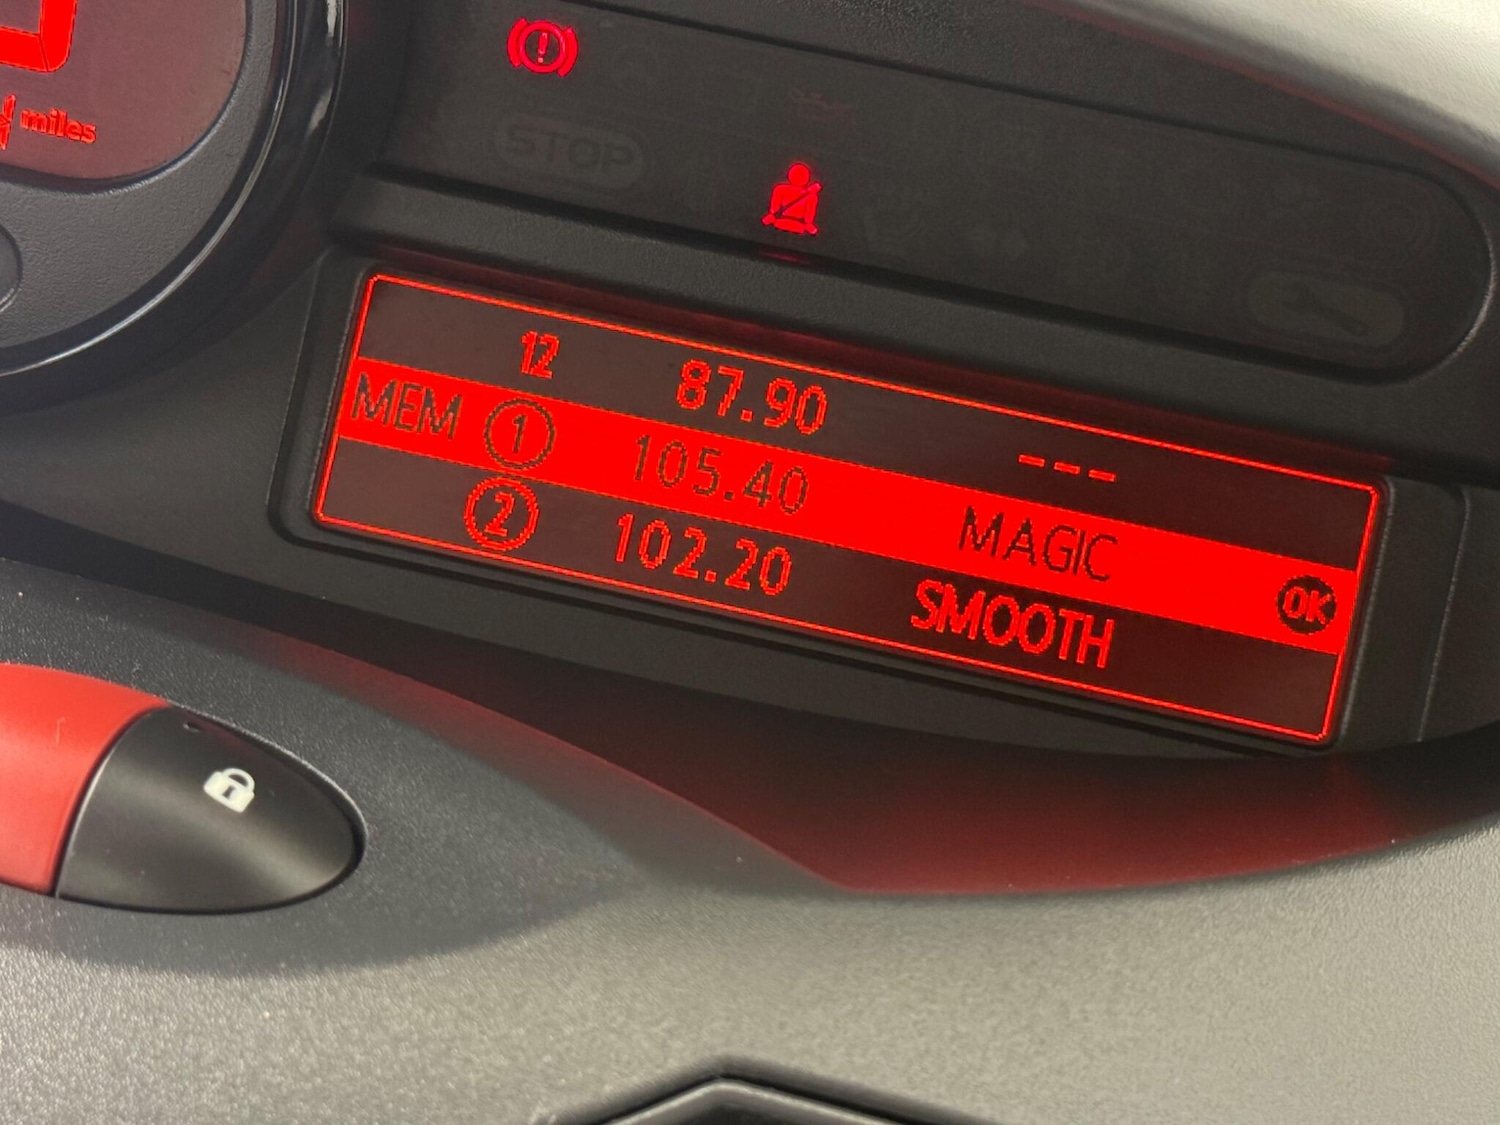 miles
STOP
12 87.90 ---
MEM 1 105.40 MAGIC OK
2 102.20 SMOOTH